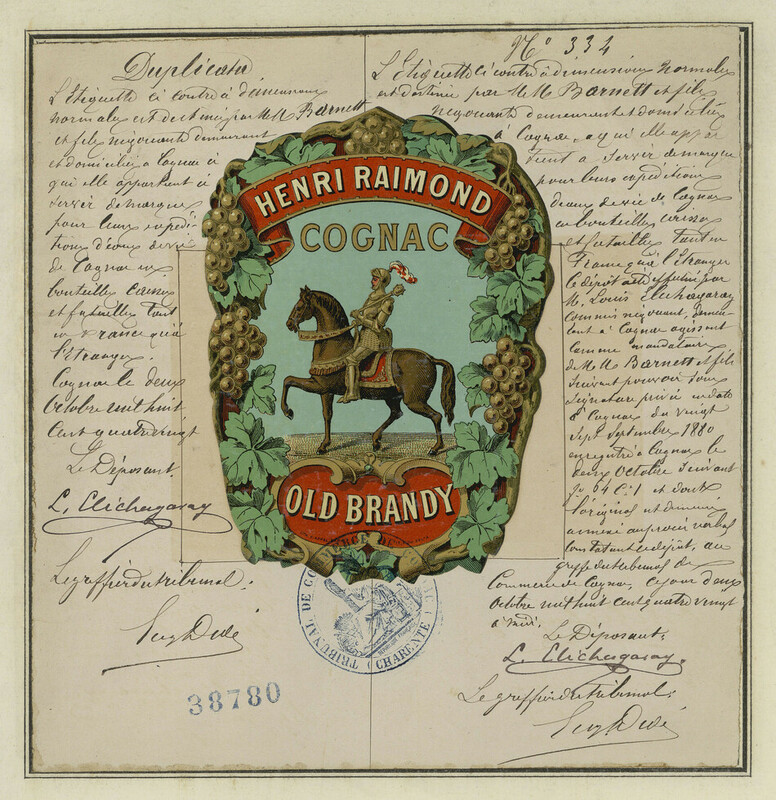 Duplicata
L'Etiquette ci contre à dimensions
normales est destinée par MM Barnett
et fils négociants demeurant
et domiciliés à Cognac à
qui elle appartient à
servir de marque
pour leurs expédi-
tions d'eaux de vie
de Cognac en
bouteilles caisses
et futailles tant
en France qu'à
l'étranger.
Cognac le deux
Octobre mil huit
cent quatre vingt
Le Déposant.
L. Elichagaray
Le greffier du tribunal.
N° 334
L'Etiquette ci contre à dimensions normales
est destinée par MM Barnett et fils
négociants demeurant et domiciliés
à Cognac, a qui elle appar
tient a servir de marque
pour leurs expéditions
d'eaux de vie de Cognac
en bouteilles caisses
et futailles tant en
France qu'à l'étranger
Le dépôt a été effectué par
M. Louis Elichagaray
commis négociant, demeu-
rant à Cognac agissant
comme mandataire
de MM Barnett et fils
suivant pouvoir sous
signature privée en date
à Cognac du vingt
sept Septembre 1880
enregistré à Cognac le
deux Octobre suivant
f° 64 C. 1 et dont
l'original est demeuré
annexé au procès verbal
constatant ce dépôt, au
greffe du tribunal de
Commerce de Cognac, ce jour deux
Octobre mil huit cent quatre vingt
à midi.
Le Déposant,
L. Elichagaray.
Le greffier du tribunal.
HENRI RAIMOND
COGNAC
OLD BRANDY
TRIBUNAL DE COMMERCE DE
CHARENTE
38780